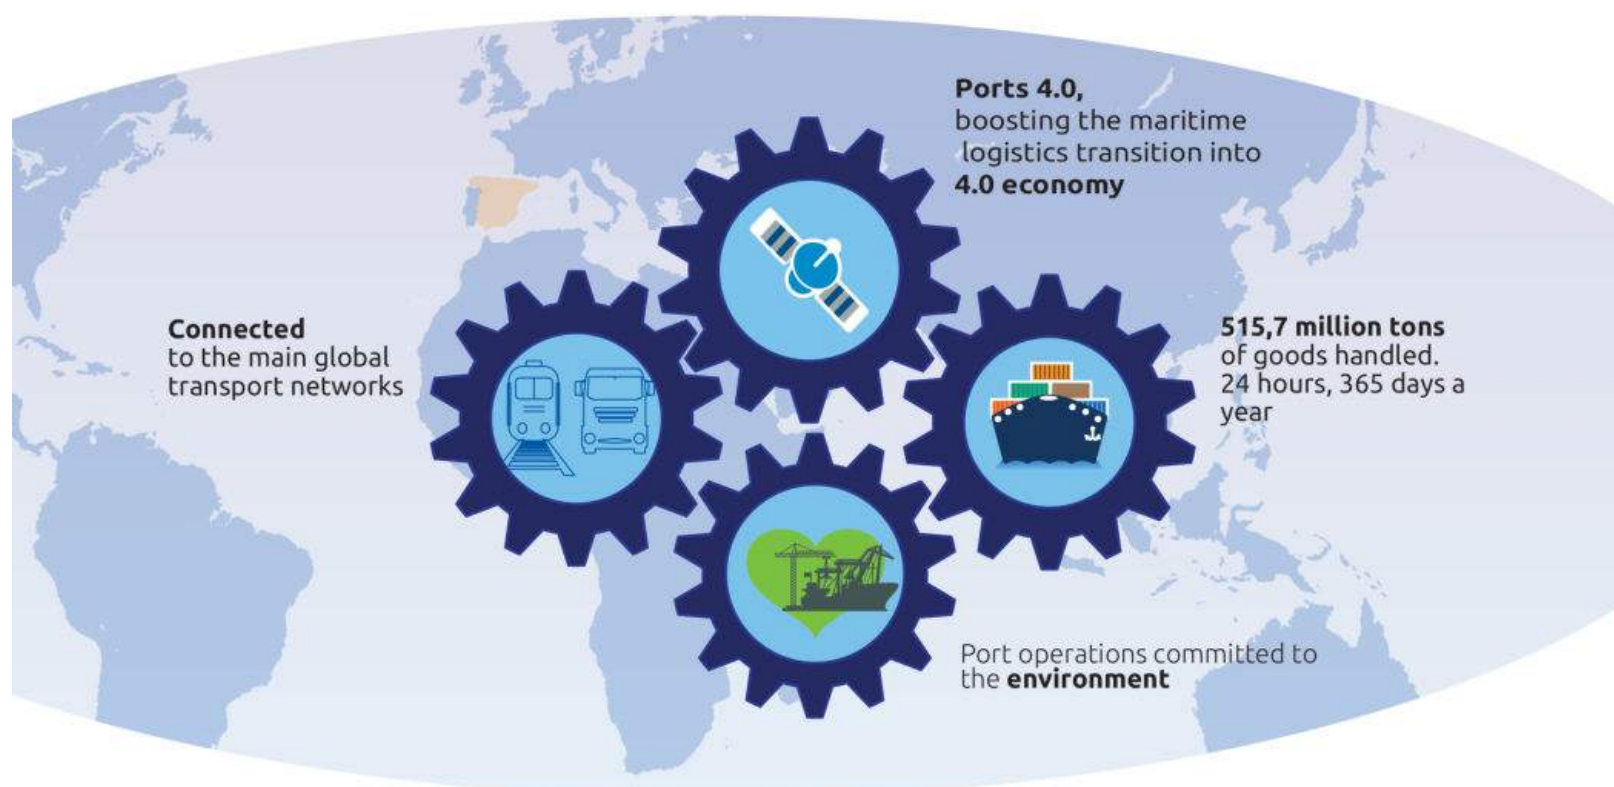 Ports 4.0,
boosting the maritime
logistics transition into
4.0 economy
Connected
to the main global
transport networks
515,7 million tons
of goods handled.
24 hours, 365 days a
year
Port operations committed to
the environment